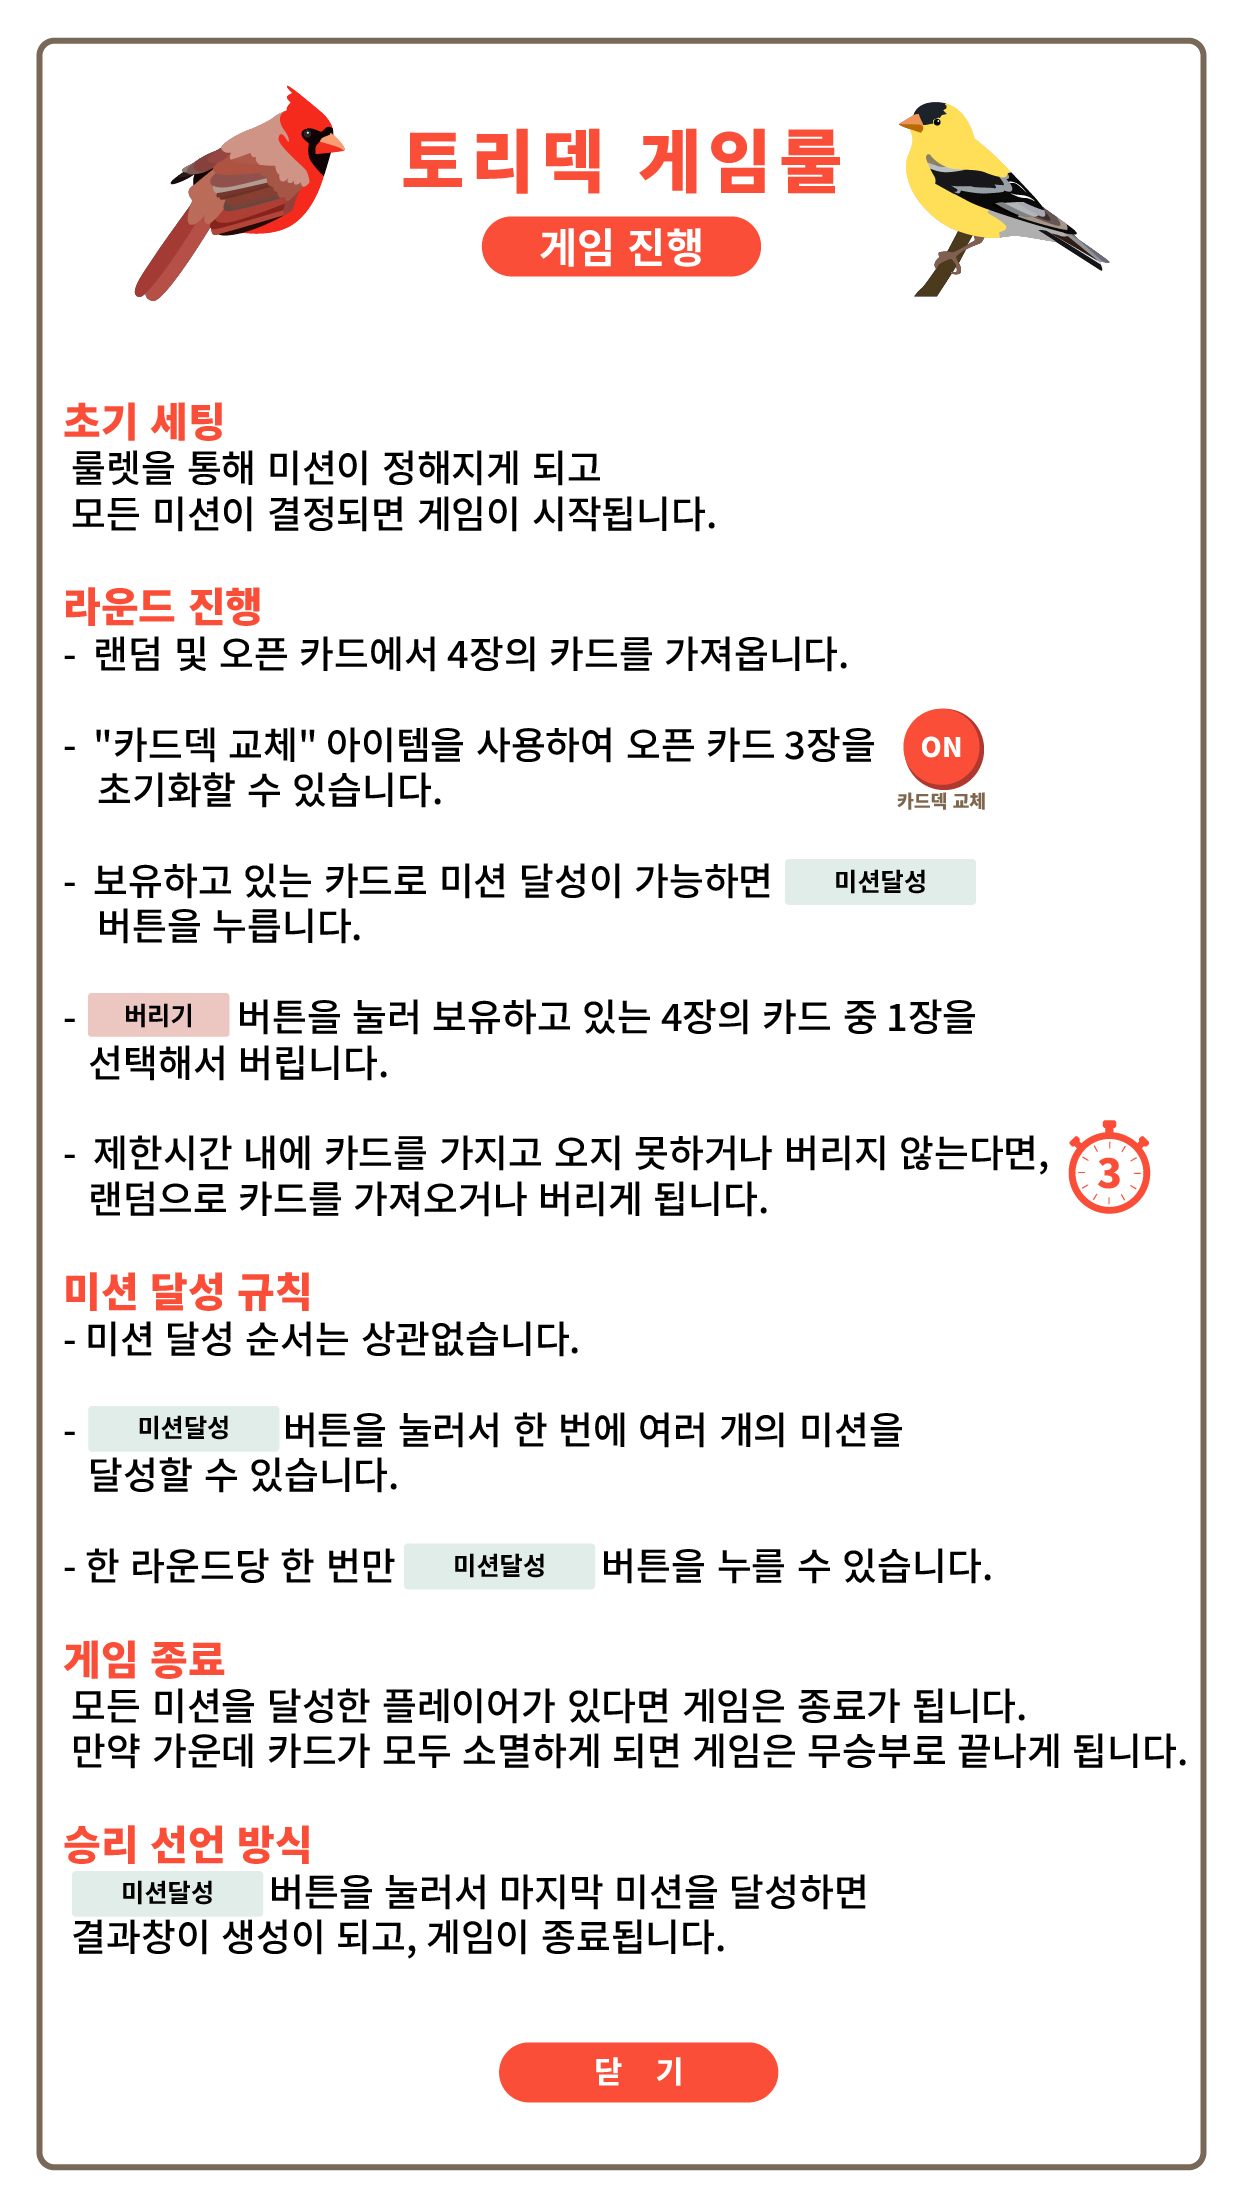 토리덱 게임룰
게임 진행
초기 세팅
룰렛을 통해 미션이 정해지게 되고
모든 미션이 결정되면 게임이 시작됩니다.
라운드 진행
- 랜덤 및 오픈 카드에서 4장의 카드를 가져옵니다.
- "카드덱 교체" 아이템을 사용하여 오픈 카드 3장을
초기화할 수 있습니다.
ON
카드덱 교체
- 보유하고 있는 카드로 미션 달성이 가능하면 미션달성
버튼을 누릅니다.
- 버리기 버튼을 눌러 보유하고 있는 4장의 카드 중 1장을
선택해서 버립니다.
- 제한시간 내에 카드를 가지고 오지 못하거나 버리지 않는다면,
랜덤으로 카드를 가져오거나 버리게 됩니다.
3
미션 달성 규칙
- 미션 달성 순서는 상관없습니다.
- 미션달성 버튼을 눌러서 한 번에 여러 개의 미션을
달성할 수 있습니다.
- 한 라운드당 한 번만 미션달성 버튼을 누를 수 있습니다.
게임 종료
모든 미션을 달성한 플레이어가 있다면 게임은 종료가 됩니다.
만약 가운데 카드가 모두 소멸하게 되면 게임은 무승부로 끝나게 됩니다.
승리 선언 방식
미션달성 버튼을 눌러서 마지막 미션을 달성하면
결과창이 생성이 되고, 게임이 종료됩니다.
닫 기